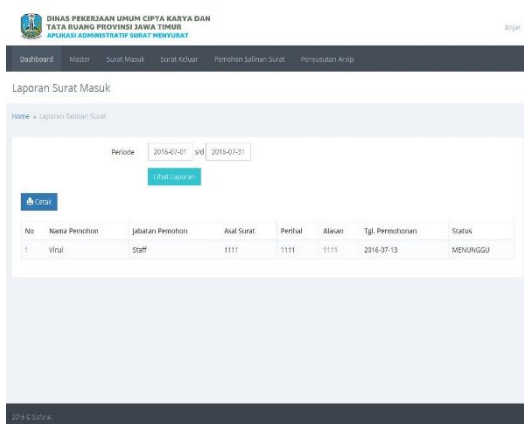 DINAS PEKERJAAN UMUM CIPTA KARYA DAN
TATA RUANG PROVINSI JAWA TIMUR
APLIKASI ADMINISTRATIF SURAT MENYURAT
Anjar
Dashboard Master Surat Masuk Surat Keluar Pemohon Salinan Surat Penyusutan Arsip
Laporan Surat Masuk
Home Laporan Salinan Surat
Periode 2016-07-01 s/d 2016-07-31
Lihat Laporan
Cetak
No Nama Pemohon Jabatan Pemohon Asal Surat Perihal Alasan Tgl. Permohonan Status
1 Virul Staff 1111 1111 1111 2016-07-13 MENUNGGU
2016 ©